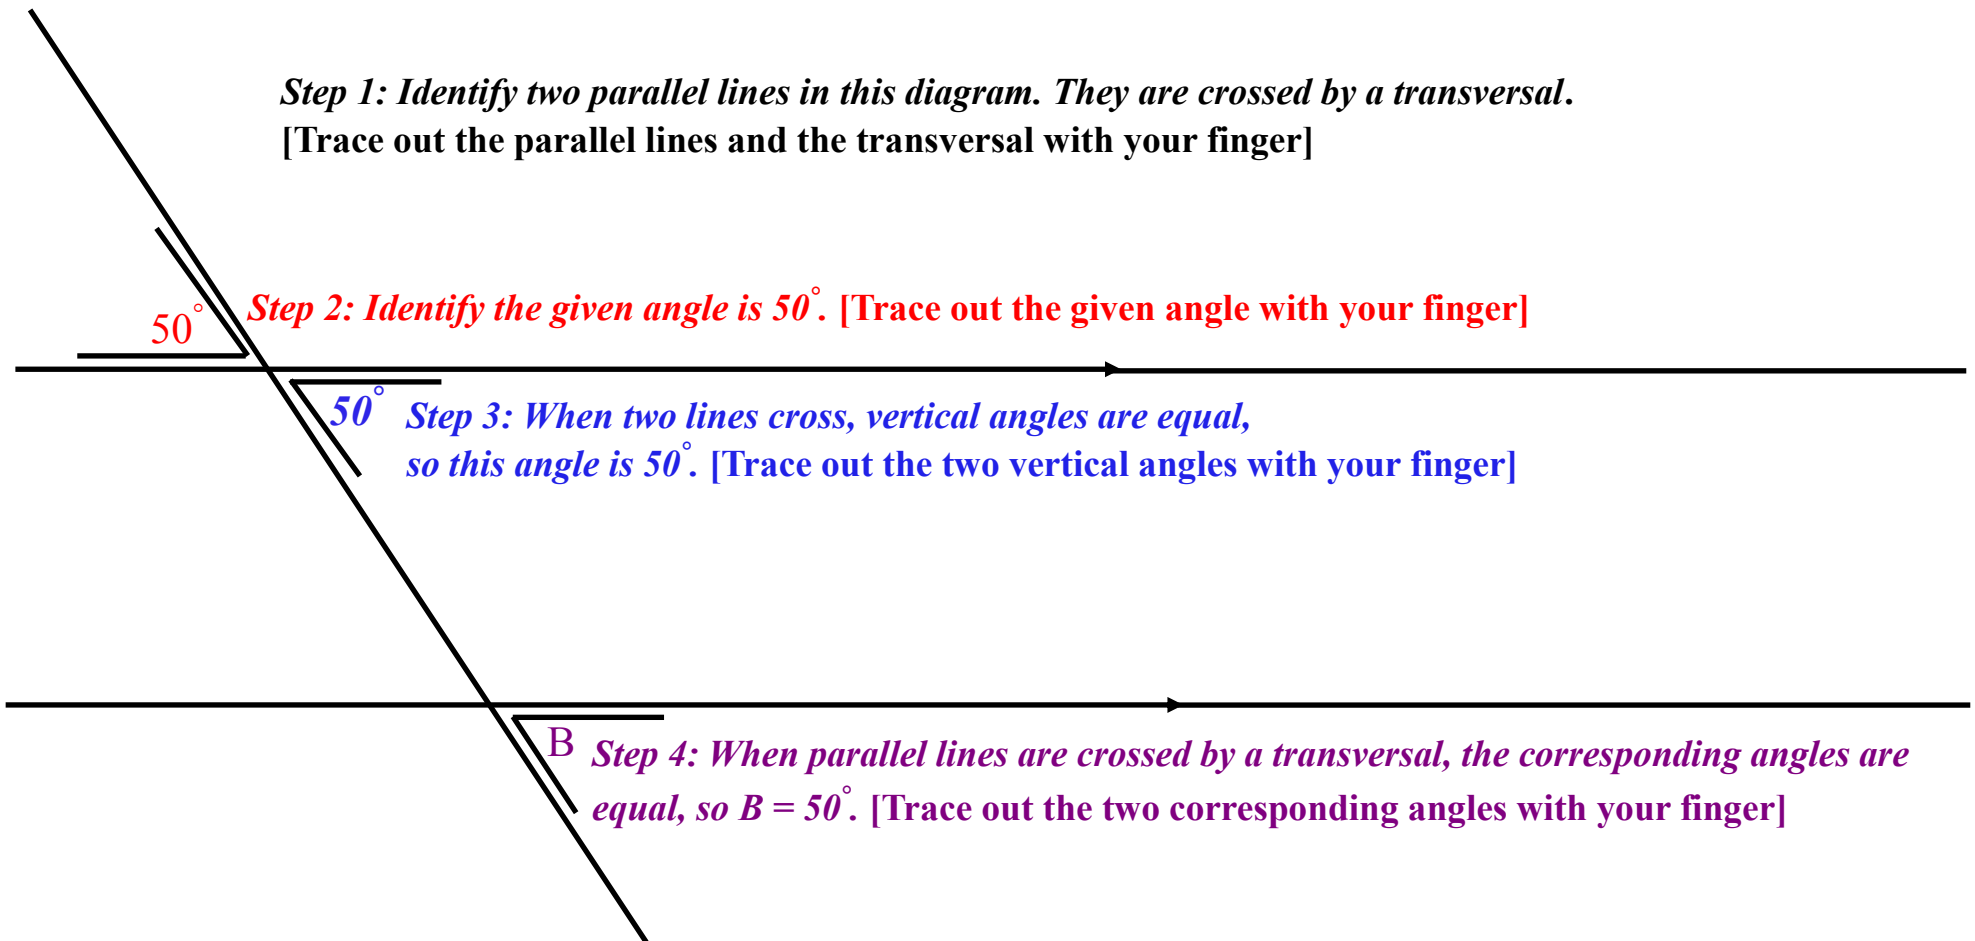 Step 1: Identify two parallel lines in this diagram. They are crossed by a transversal.
[Trace out the parallel lines and the transversal with your finger]
50°
Step 2: Identify the given angle is 50°. [Trace out the given angle with your finger]
50°
Step 3: When two lines cross, vertical angles are equal,
so this angle is 50°. [Trace out the two vertical angles with your finger]
B
Step 4: When parallel lines are crossed by a transversal, the corresponding angles are
equal, so B = 50°. [Trace out the two corresponding angles with your finger]